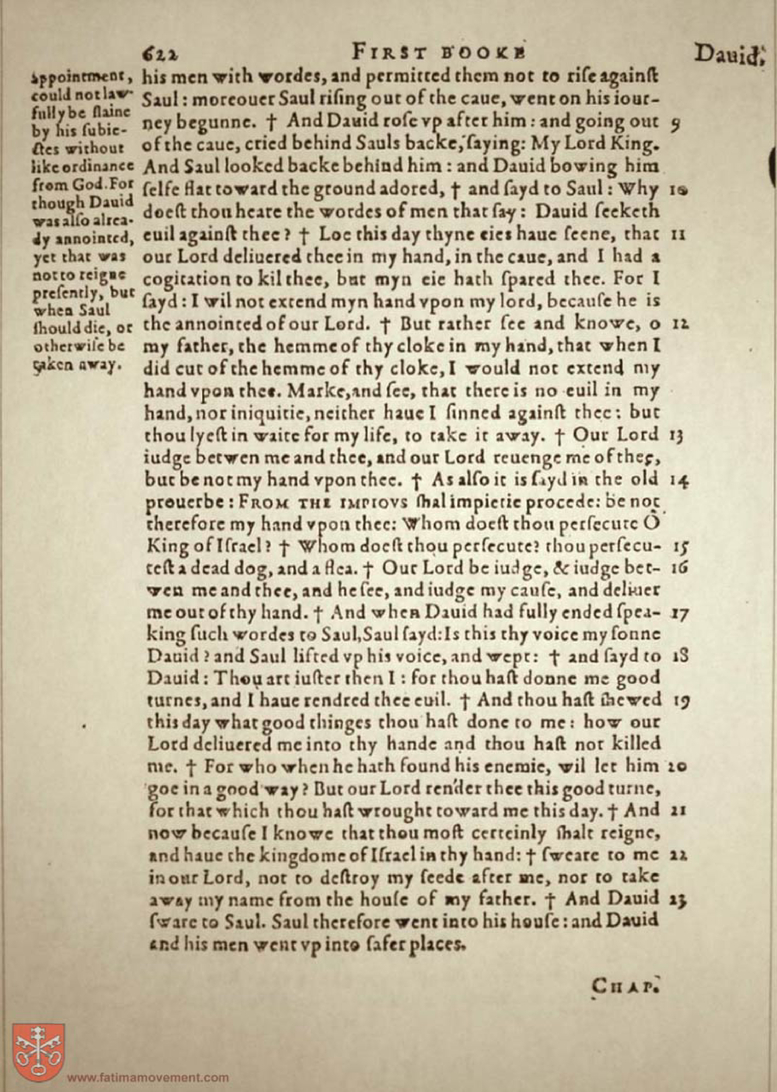 622 FIRST BOOKE Dauid.
appointment,
could not law-
fully be ſlaine
by his ſubie-
ctes without
like ordinance
from God. For
though Dauid
was alſo alrea-
dy annointed,
yet that was
not to reigne
preſently, but
when Saul
ſhould die, or
otherwiſe be
taken away.
his men with wordes, and permitted them not to riſe againſt
Saul: moreouer Saul riſing out of the caue, went on his iour-
ney begunne. † And Dauid roſe vp after him: and going out 9
of the caue, cried behind Sauls backe, ſaying: My Lord King.
And Saul looked backe behind him: and Dauid bowing him
ſelfe flat toward the ground adored, † and ſayd to Saul: Why 10
doeſt thou heare the wordes of men that ſay: Dauid ſeeketh
euil againſt thee? † Loe this day thyne eies haue ſeene, that 11
our Lord deliuered thee in my hand, in the caue, and I had a
cogitation to kil thee, but myn eie hath ſpared thee. For I
ſayd: I wil not extend myn hand vpon my lord, becauſe he is
the annointed of our Lord. † But rather ſee and knowe, o 12
my father, the hemme of thy cloke in my hand, that when I
did cut of the hemme of thy cloke, I would not extend my
hand vpon thee. Marke, and ſee, that there is no euil in my
hand, nor iniquitie, neither haue I ſinned againſt thee: but
thou lyeſt in waite for my life, to take it away. † Our Lord 13
iudge betwen me and thee, and our Lord reuenge me of thee,
but be not my hand vpon thee. † As alſo it is ſayd in the old 14
prouerbe: FROM THE IMPIOVS ſhal impietie procede: be not
therefore my hand vpon thee: Whom doeſt thou perſecute O
King of Iſrael? † Whom doeſt thou perſecute? thou perſecu- 15
teſt a dead dog, and a flea. † Our Lord be iudge, & iudge bet- 16
wen me and thee, and he ſee, and iudge my cauſe, and deliuer
me out of thy hand. † And when Dauid had fully ended ſpea- 17
king ſuch wordes to Saul, Saul ſayd: Is this thy voice my ſonne
Dauid? and Saul lifted vp his voice, and wept: † and ſayd to 18
Dauid: Thou art iuſter then I: for thou haſt donne me good
turnes, and I haue rendred thee euil. † And thou haſt ſhewed 19
this day what good thinges thou haſt done to me: how our
Lord deliuered me into thy hande and thou haſt not killed
me. † For who when he hath found his enemie, wil let him 20
goe in a good way? But our Lord render thee this good turne,
for that which thou haſt wrought toward me this day. † And 21
now becauſe I knowe that thou moſt certeinly ſhalt reigne,
and haue the kingdome of Iſrael in thy hand: † ſweare to me 22
in our Lord, not to deſtroy my ſeede after me, nor to take
away my name from the houſe of my father. † And Dauid 23
ſware to Saul. Saul therefore went into his houſe: and Dauid
and his men went vp into ſafer places.
CHAP.
www.fatimamovement.com